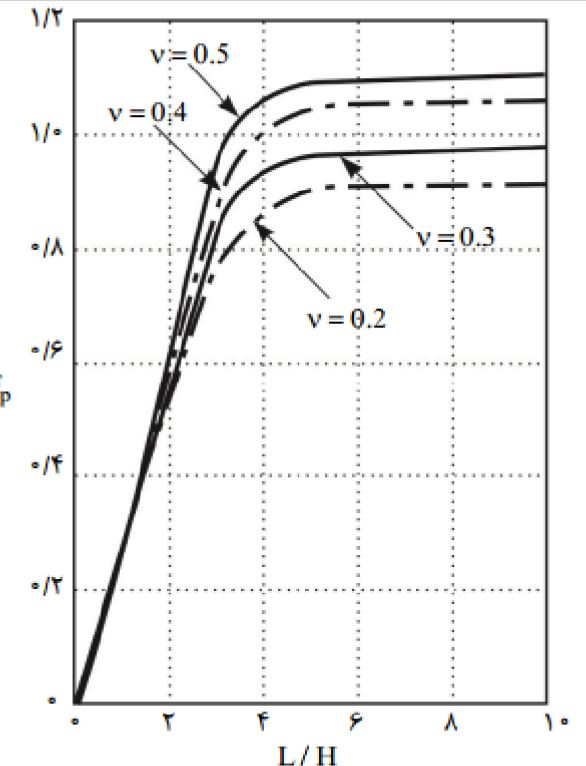 ۱/۲
ν = 0.5
ν = 0.4
۱/۰
۰/۸
ν = 0.3
ν = 0.2
۰/۶
p
۰/۴
۰/۲
۰
۰ ۲ ۴ ۶ ۸ ۱۰
L / H